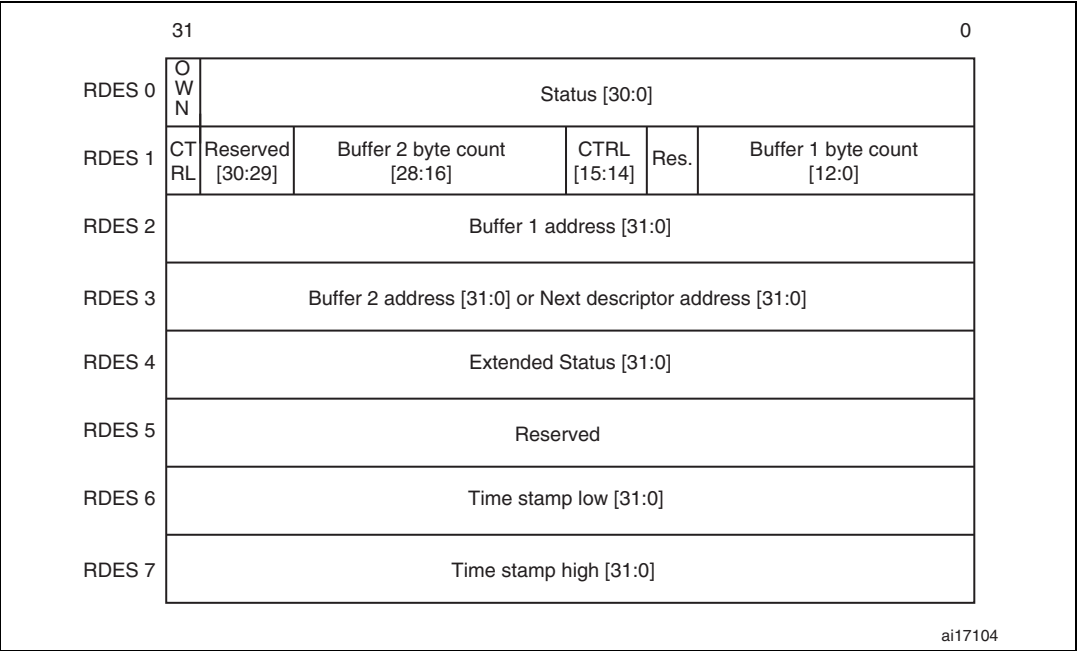 31 0
RDES 0 OWN Status [30:0]
RDES 1 CTRL Reserved [30:29] Buffer 2 byte count [28:16] CTRL [15:14] Res. Buffer 1 byte count [12:0]
RDES 2 Buffer 1 address [31:0]
RDES 3 Buffer 2 address [31:0] or Next descriptor address [31:0]
RDES 4 Extended Status [31:0]
RDES 5 Reserved
RDES 6 Time stamp low [31:0]
RDES 7 Time stamp high [31:0]
ai17104